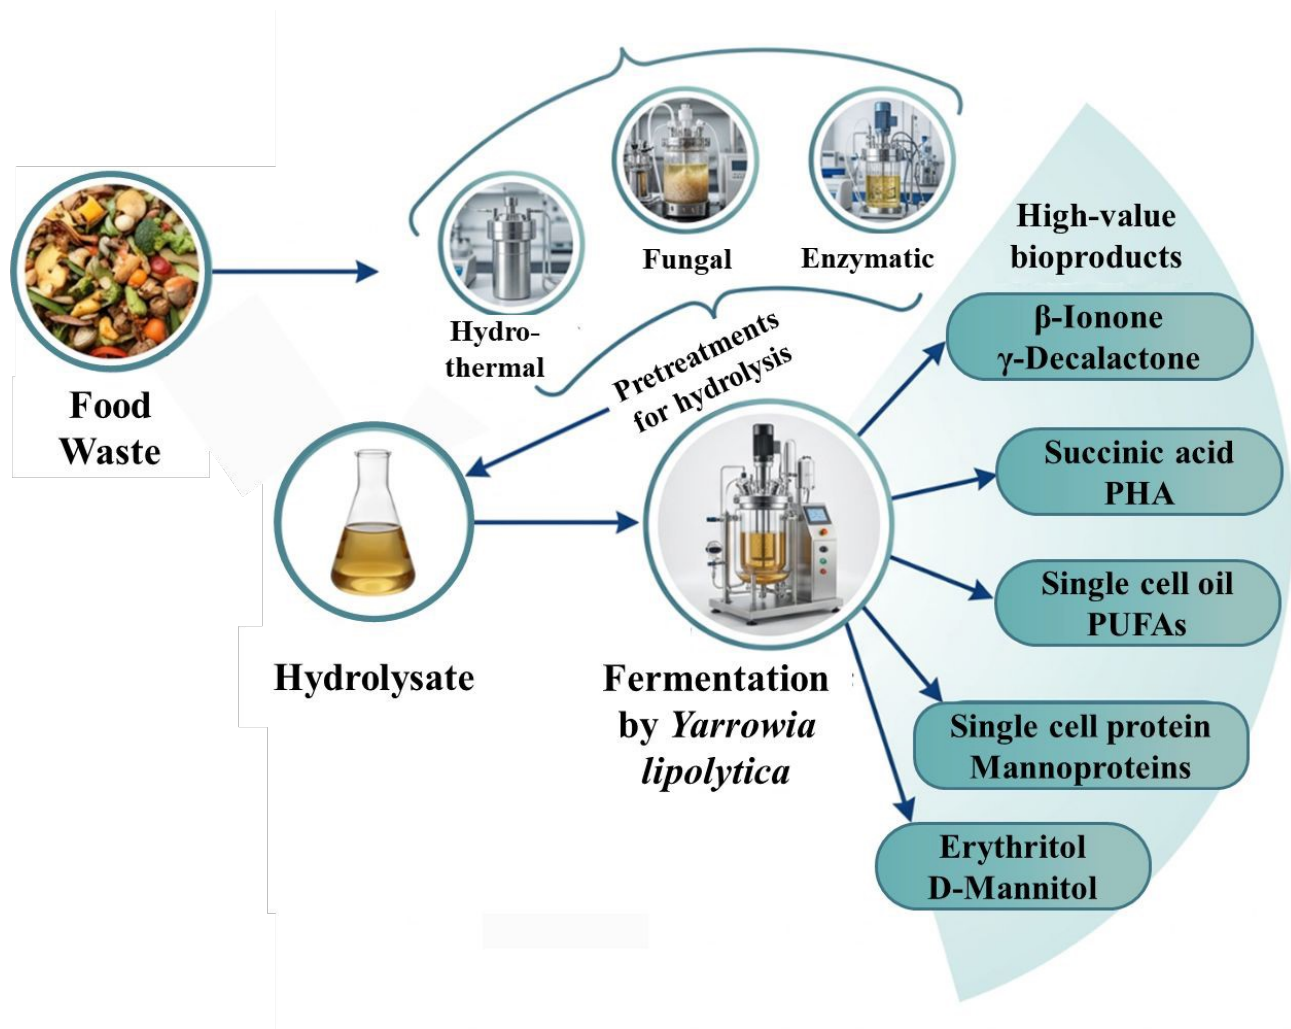 Food
Waste
Hydro-
thermal
Fungal
Enzymatic
Pretreatments
for hydrolysis
Hydrolysate
Fermentation
by Yarrowia
lipolytica
High-value
bioproducts
β-Ionone
γ-Decalactone
Succinic acid
PHA
Single cell oil
PUFAs
Single cell protein
Mannoproteins
Erythritol
D-Mannitol